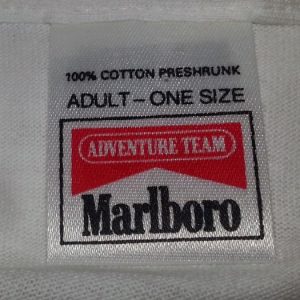 100% COTTON PRESHRUNK
ADULT – ONE SIZE
ADVENTURE TEAM
Marlboro